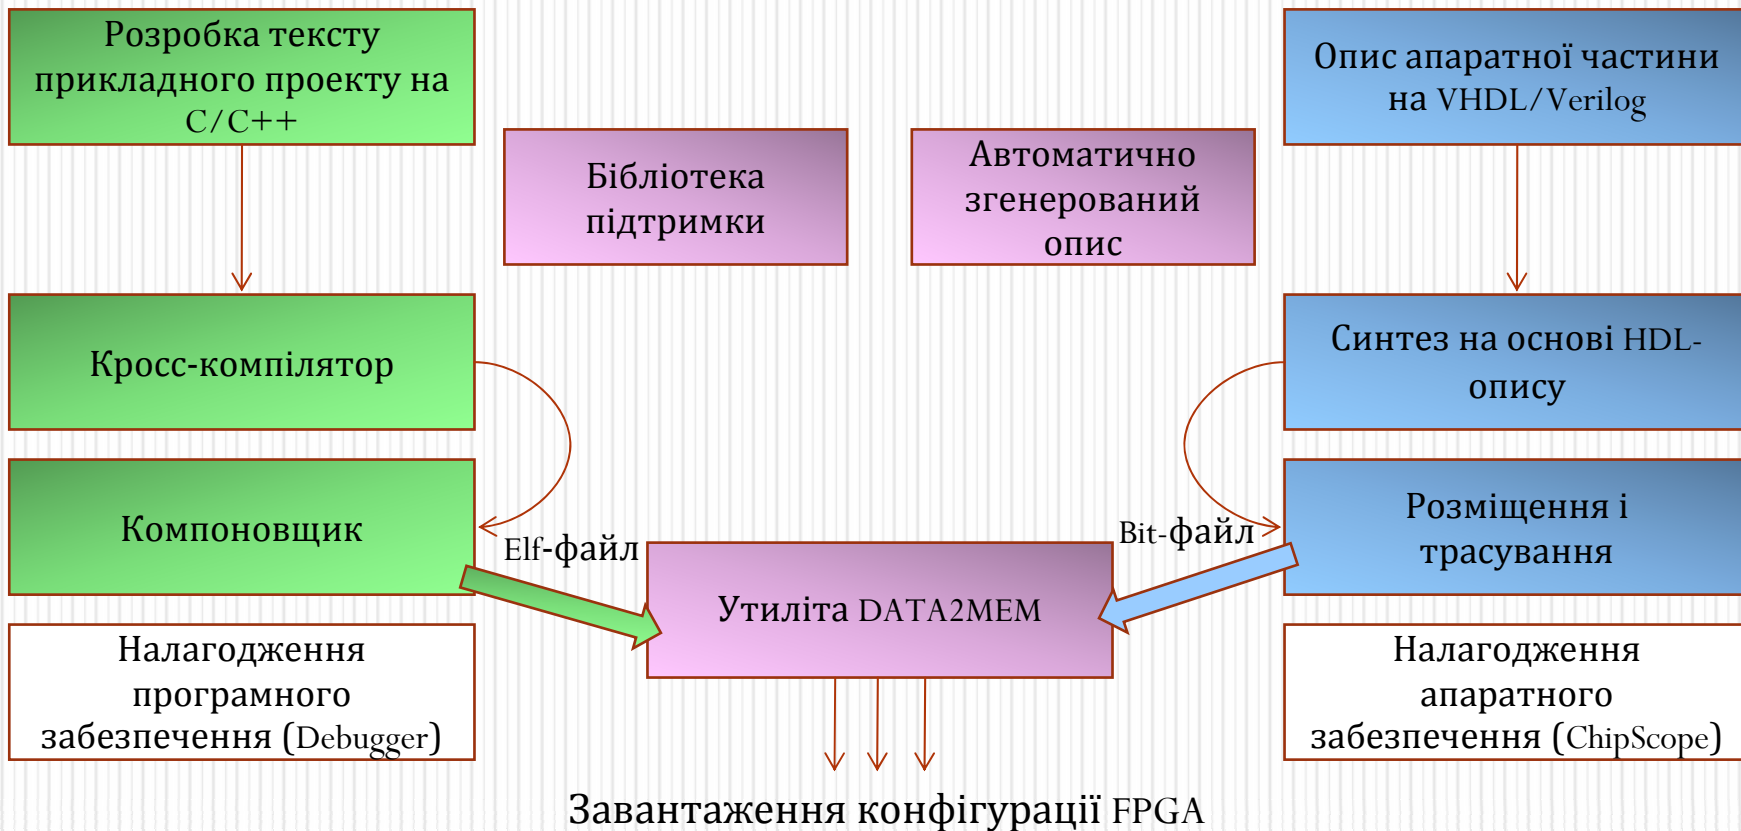 Розробка тексту
прикладного проекту на
C/C++
Опис апаратної частини
на VHDL/Verilog
Бібліотека
підтримки
Автоматично
згенерований
опис
Кросс-компілятор
Синтез на основі HDL-
опису
Компоновщик
Розміщення і
трасування
Elf-файл
Bit-файл
Утиліта DATA2MEM
Налагодження
програмного
забезпечення (Debugger)
Налагодження
апаратного
забезпечення (ChipScope)
Завантаження конфігурації FPGA